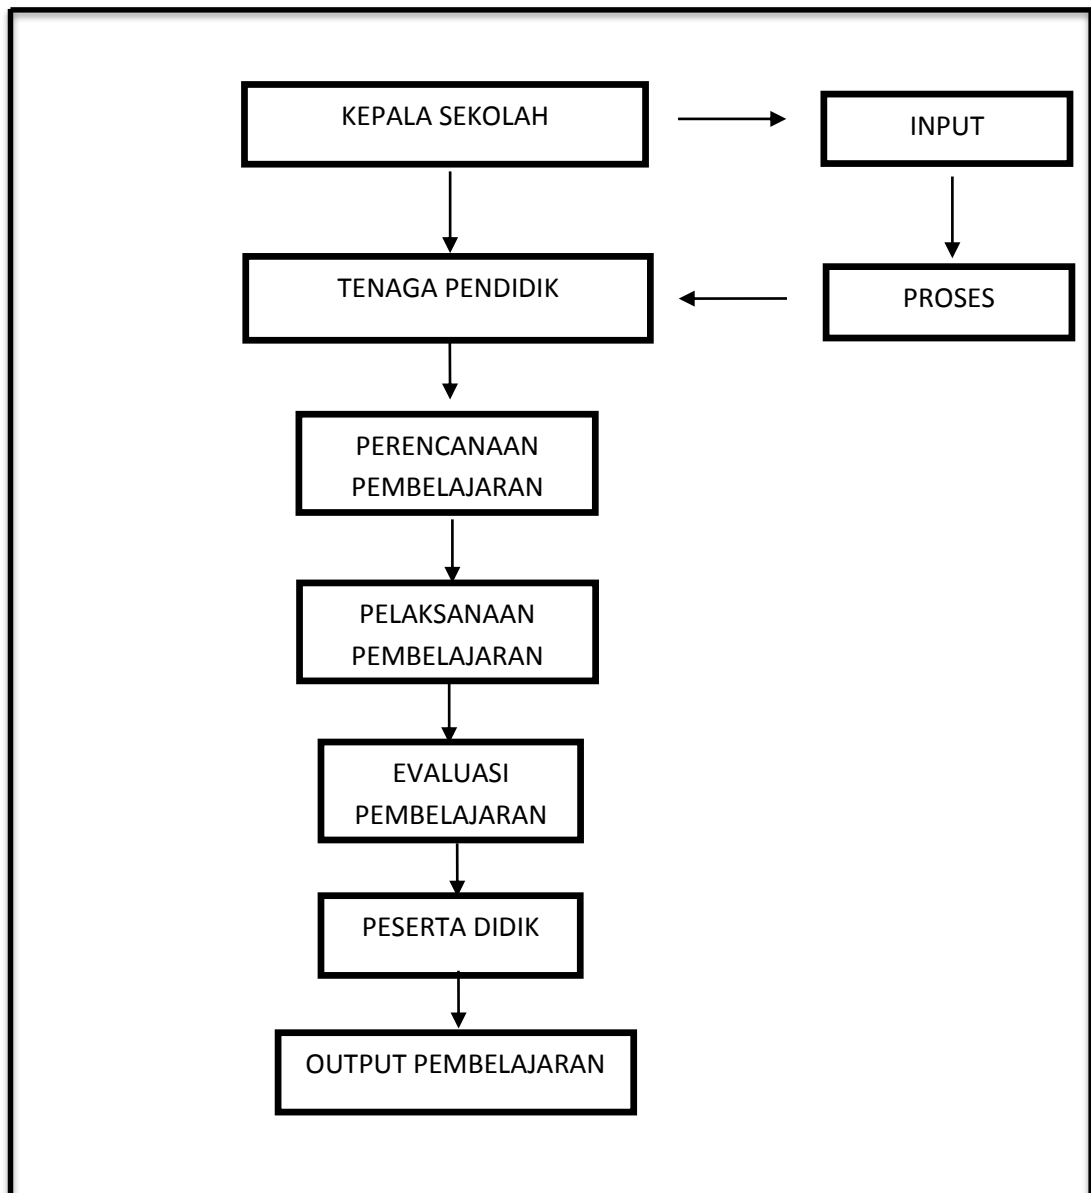 KEPALA SEKOLAH
INPUT
TENAGA PENDIDIK
PROSES
PERENCANAAN
PEMBELAJARAN
PELAKSANAAN
PEMBELAJARAN
EVALUASI
PEMBELAJARAN
PESERTA DIDIK
OUTPUT PEMBELAJARAN